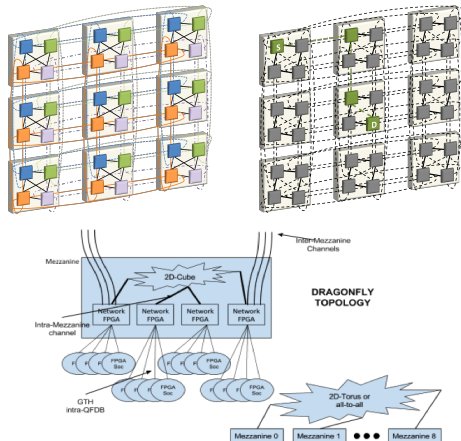 S
D
Inter-Mezzanine
Channels
Mezzanine
2D-Cube
DRAGONFLY
TOPOLOGY
Network
FPGA
Network
FPGA
Network
FPGA
Network
FPGA
Intra-Mezzanine
channel
F F F FPGA
Soc
F F F FPGA
Soc
F F F FPGA
Soc
F F F FPGA
Soc
GTH
intra-QFDB
2D-Torus or
all-to-all
Mezzanine 0
Mezzanine 1
Mezzanine 8